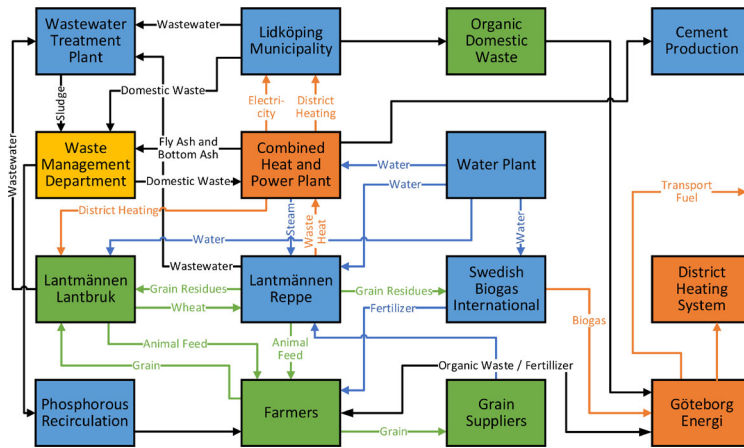 Wastewater
Treatment
Plant
Wastewater
Lidköping
Municipality
Organic
Domestic
Waste
Cement
Production
Sludge
Domestic Waste
Electri-
city
District
Heating
Wastewater
Waste
Management
Department
Fly Ash and
Bottom Ash
Domestic Waste
Combined
Heat and
Power Plant
Water
Water
Water Plant
Transport
Fuel
District Heating
Steam
Waste
Heat
Water
Water
Wastewater
Lantmännen
Lantbruk
Grain Residues
Wheat
Lantmännen
Reppe
Grain Residues
Fertilizer
Swedish
Biogas
International
Biogas
District
Heating
System
Animal Feed
Grain
Animal
Feed
Organic Waste / Fertillizer
Phosphorous
Recirculation
Farmers
Grain
Grain
Suppliers
Göteborg
Energi